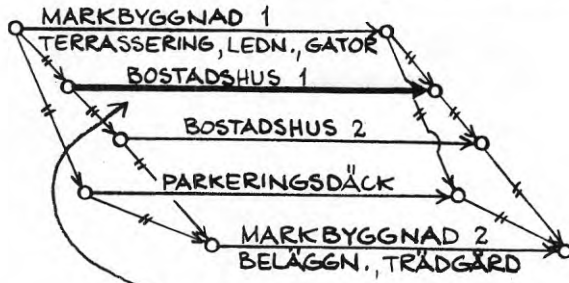 MARKBYGGNAD 1
TERRASSERING, LEDN., GATOR
BOSTADSHUS 1
BOSTADSHUS 2
PARKERINGSDÄCK
MARKBYGGNAD 2
BELÄGGN., TRÄDGÅRD